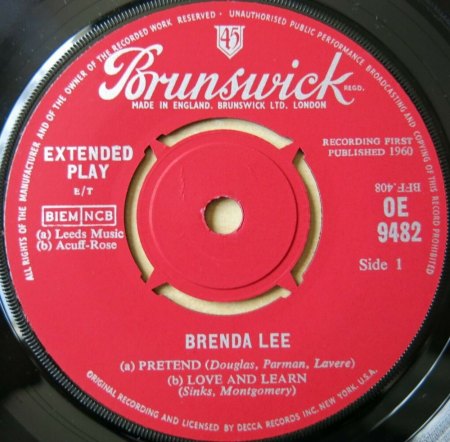 ALL RIGHTS OF THE MANUFACTURER AND OF THE OWNER OF THE RECORDED WORK RESERVED · UNAUTHORISED PUBLIC PERFORMANCE BROADCASTING AND COPYING OF THIS RECORD PROHIBITED
45
Brunswick
REGD.
MADE IN ENGLAND. BRUNSWICK LTD. LONDON
EXTENDED
PLAY
E/T
RECORDING FIRST
PUBLISHED 1960
BFF.408
BIEM NCB
(a) Leeds Music
(b) Acuff-Rose
OE
9482
Side 1
BRENDA LEE
(a) PRETEND (Douglas, Parman, Lavere)
(b) LOVE AND LEARN
(Sinks, Montgomery)
ORIGINAL RECORDING AND LICENSED BY DECCA RECORDS INC. NEW YORK. U.S.A.